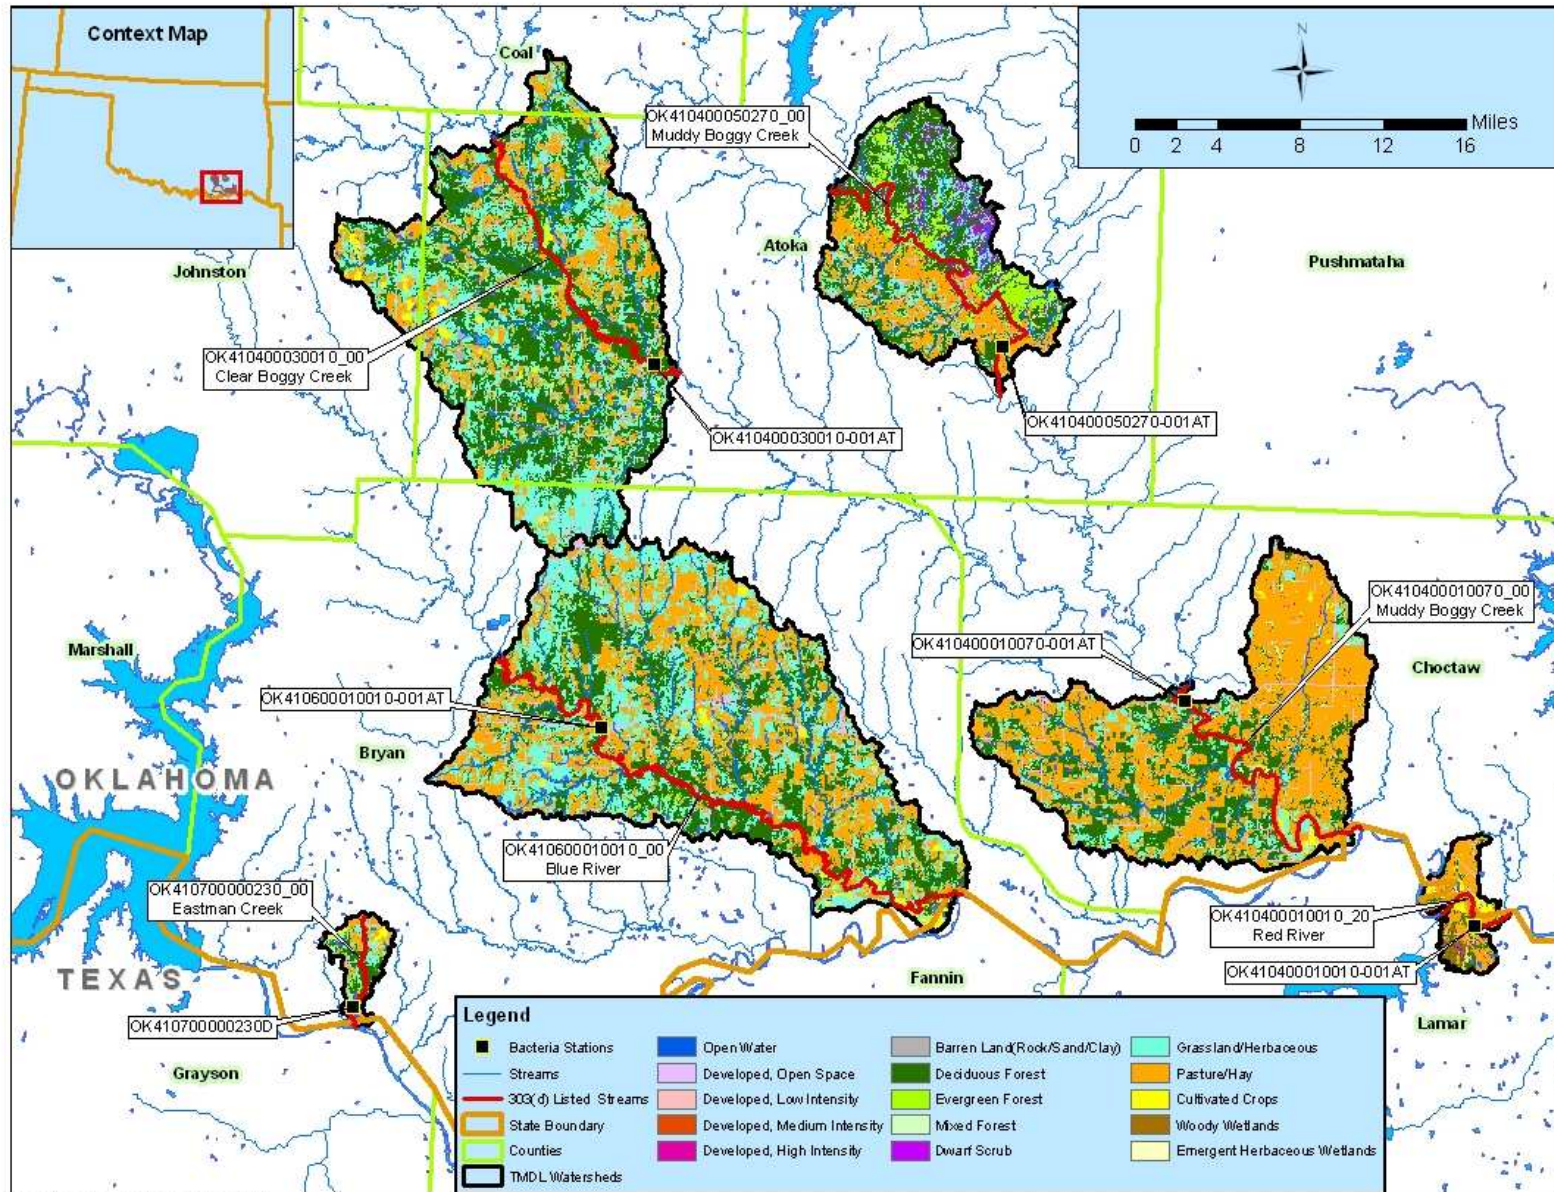 Context Map
Coal
N
Miles
0 2 4 8 12 16
OK410400050270_00
Muddy Boggy Creek
Johnston
Atoka
Pushmataha
OK410400030010_00
Clear Boggy Creek
OK410400030010-001AT
OK410400050270-001AT
OK410400010070_00
Muddy Boggy Creek
Marshall
OK410400010070-001AT
Choctaw
OK410600010010-001AT
Bryan
OKLAHOMA
OK410600010010_00
Blue River
OK410700000230_00
Eastman Creek
OK410400010010_20
Red River
TEXAS
Fannin
OK410400010010-001AT
OK410700000230D
Lamar
Grayson
Legend
Bacteria Stations
Streams
303(d) Listed Streams
State Boundary
Counties
TMDL Watersheds
Open Water
Developed, Open Space
Developed, Low Intensity
Developed, Medium Intensity
Developed, High Intensity
Barren Land(Rock/Sand/Clay)
Deciduous Forest
Evergreen Forest
Mixed Forest
Dwarf Scrub
Grassland/Herbaceous
Pasture/Hay
Cultivated Crops
Woody Wetlands
Emergent Herbaceous Wetlands